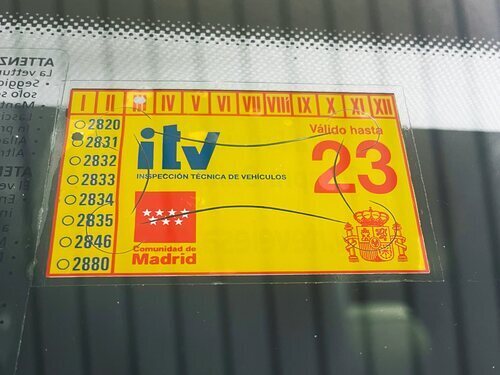 ATTENZ
I II III IV V VI VII VIII IX X XI XII
2820
2831
2832
2833
2834
2835
2846
2880
itv
INSPECCIÓN TÉCNICA DE VEHÍCULOS
Válido hasta
23
Comunidad de
Madrid